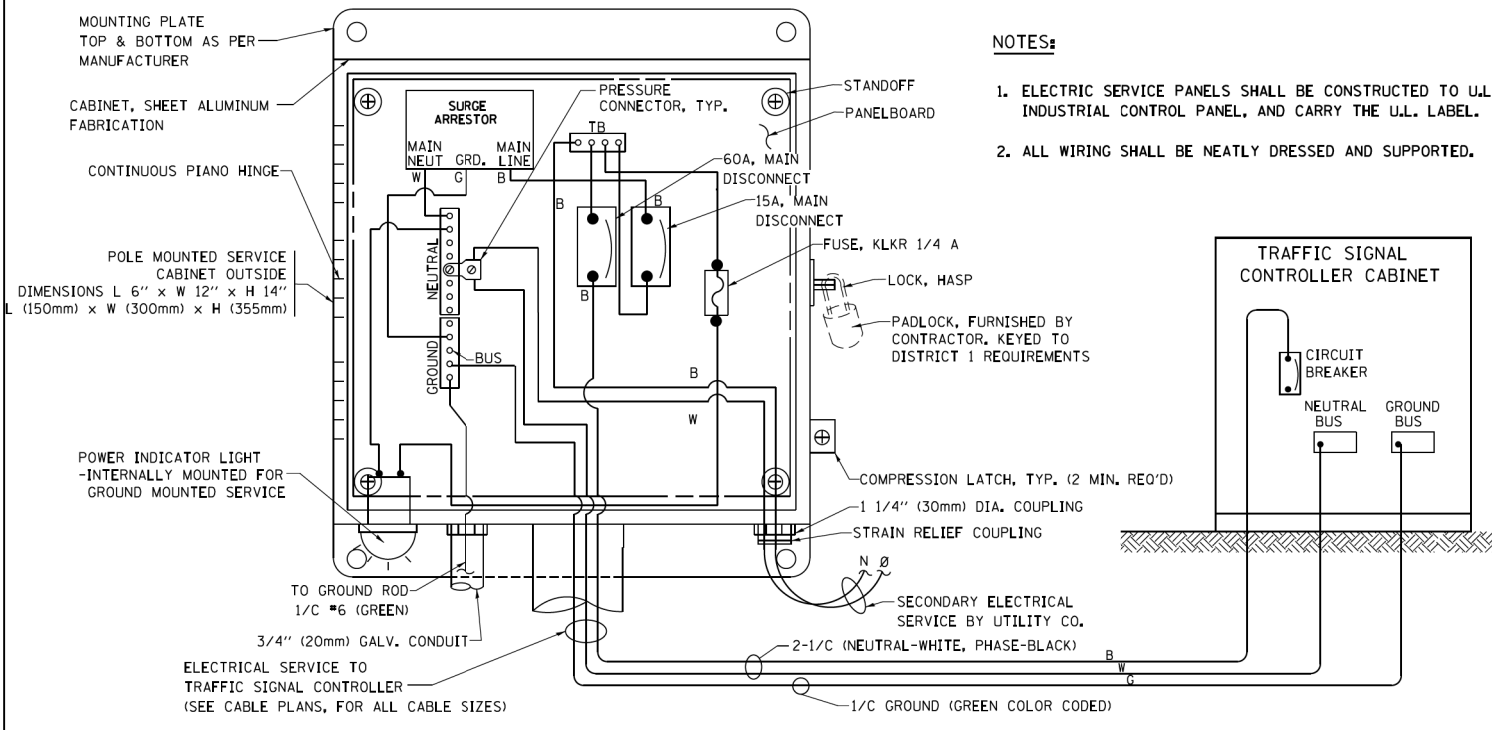 MOUNTING PLATE
TOP & BOTTOM AS PER
MANUFACTURER
CABINET, SHEET ALUMINUM
FABRICATION
CONTINUOUS PIANO HINGE
POLE MOUNTED SERVICE
CABINET OUTSIDE
DIMENSIONS L 6" x W 12" x H 14"
L (150mm) x W (300mm) x H (355mm)
POWER INDICATOR LIGHT
-INTERNALLY MOUNTED FOR
GROUND MOUNTED SERVICE
SURGE
ARRESTOR
MAIN
NEUT
GRD.
MAIN
LINE
W
G
B
PRESSURE
CONNECTOR, TYP.
TB
STANDOFF
PANELBOARD
60A, MAIN
DISCONNECT
15A, MAIN
DISCONNECT
B
B
B
FUSE, KLKR 1/4 A
NEUTRAL
GROUND
BUS
LOCK, HASP
PADLOCK, FURNISHED BY
CONTRACTOR. KEYED TO
DISTRICT 1 REQUIREMENTS
B
W
COMPRESSION LATCH, TYP. (2 MIN. REQ'D)
1 1/4" (30mm) DIA. COUPLING
STRAIN RELIEF COUPLING
N Ø
SECONDARY ELECTRICAL
SERVICE BY UTILITY CO.
TO GROUND ROD
1/C #6 (GREEN)
3/4" (20mm) GALV. CONDUIT
ELECTRICAL SERVICE TO
TRAFFIC SIGNAL CONTROLLER
(SEE CABLE PLANS, FOR ALL CABLE SIZES)
2-1/C (NEUTRAL-WHITE, PHASE-BLACK)
B
W
G
1/C GROUND (GREEN COLOR CODED)
NOTES:
1. ELECTRIC SERVICE PANELS SHALL BE CONSTRUCTED TO U.L
INDUSTRIAL CONTROL PANEL, AND CARRY THE U.L. LABEL.
2. ALL WIRING SHALL BE NEATLY DRESSED AND SUPPORTED.
TRAFFIC SIGNAL
CONTROLLER CABINET
CIRCUIT
BREAKER
NEUTRAL
BUS
GROUND
BUS